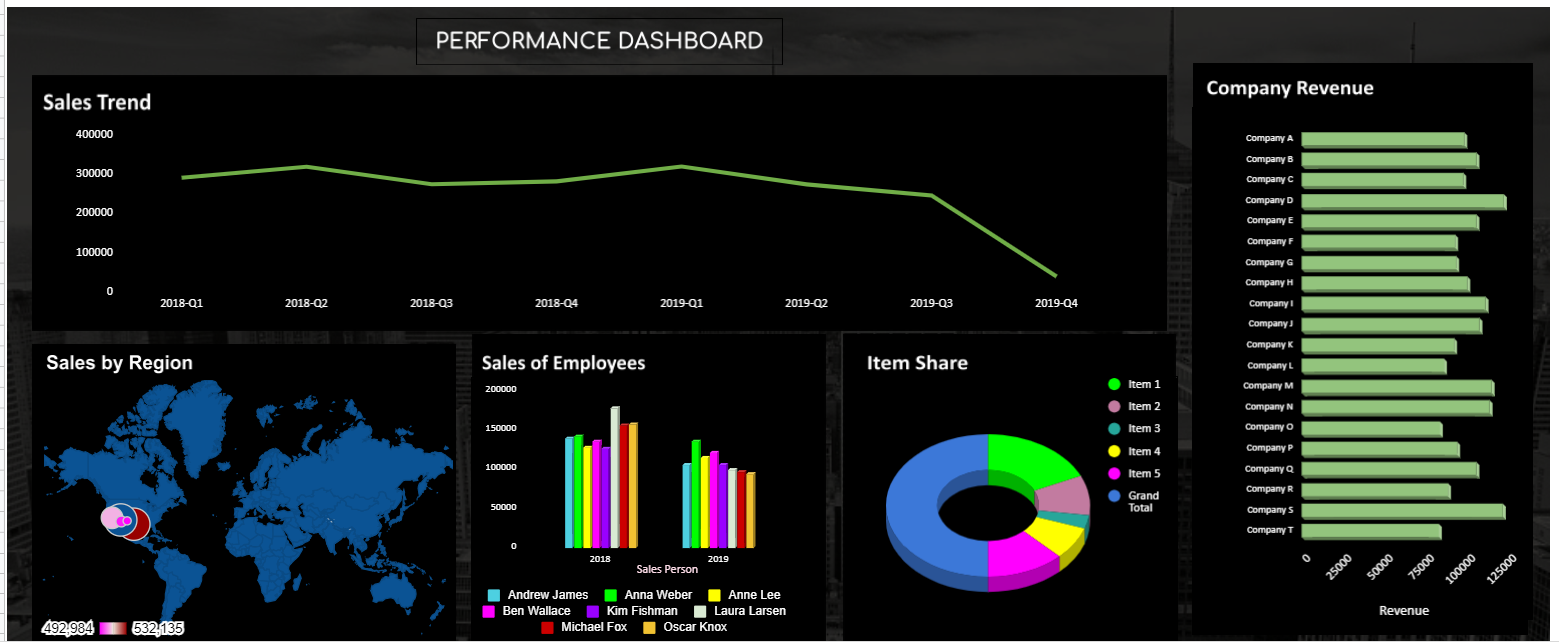 PERFORMANCE DASHBOARD
Sales Trend
400000
300000
200000
100000
0
2018-Q1 2018-Q2 2018-Q3 2018-Q4 2019-Q1 2019-Q2 2019-Q3 2019-Q4
Company Revenue
Company A
Company B
Company C
Company D
Company E
Company F
Company G
Company H
Company I
Company J
Company K
Company L
Company M
Company N
Company O
Company P
Company Q
Company R
Company S
Company T
0 25000 50000 75000 100000 125000
Revenue
Sales by Region
492,984 532,135
Sales of Employees
200000
150000
100000
50000
0
2018 2019
Sales Person
Andrew James Anna Weber Anne Lee
Ben Wallace Kim Fishman Laura Larsen
Michael Fox Oscar Knox
Item Share
Item 1
Item 2
Item 3
Item 4
Item 5
Grand
Total